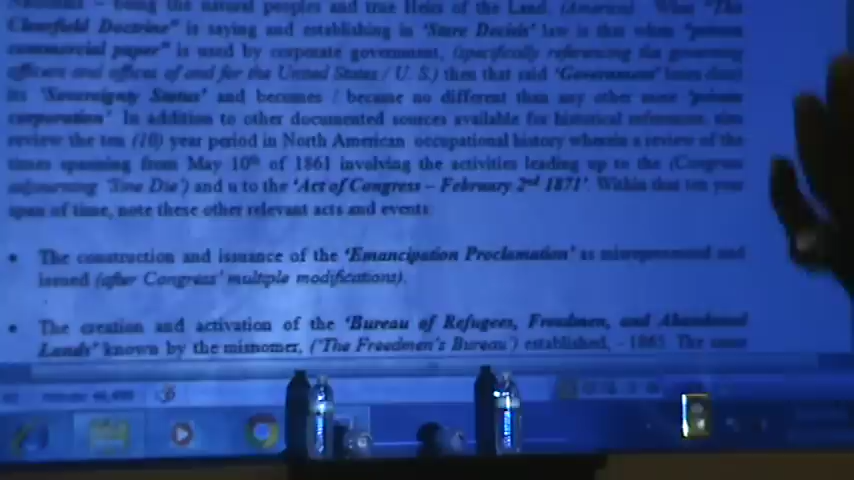 being the natural peoples and true Heirs of the Land. (America). What "The
Clearfield Doctrine" is saying and establishing in 'Stare Decisis' law is that when "private
commercial paper" is used by corporate government, (specifically referencing the governing
officers and offices of and for the United States / U. S.) then that said 'Government' loses
its 'Sovereignty Status' and becomes / became no different than any other mere 'private
corporation' In addition to other documented sources available for historical reference, also
review the ten (10) year period in North American occupational history wherein a review of the
times spanning from May 10th of 1861 involving the activities leading up to the (Congress
adjourning 'Sine Die') and u to the 'Act of Congress – February 2nd 1871'. Within that ten year
span of time, note these other relevant acts and events
• The construction and issuance of the 'Emancipation Proclamation' as misrepresented and
issued (after Congress' multiple modifications).
• The creation and activation of the 'Bureau of Refugees, Freedmen, and Abandoned
Lands' known by the misnomer, ('The Freedmen's Bureau') established, - 1865. The same